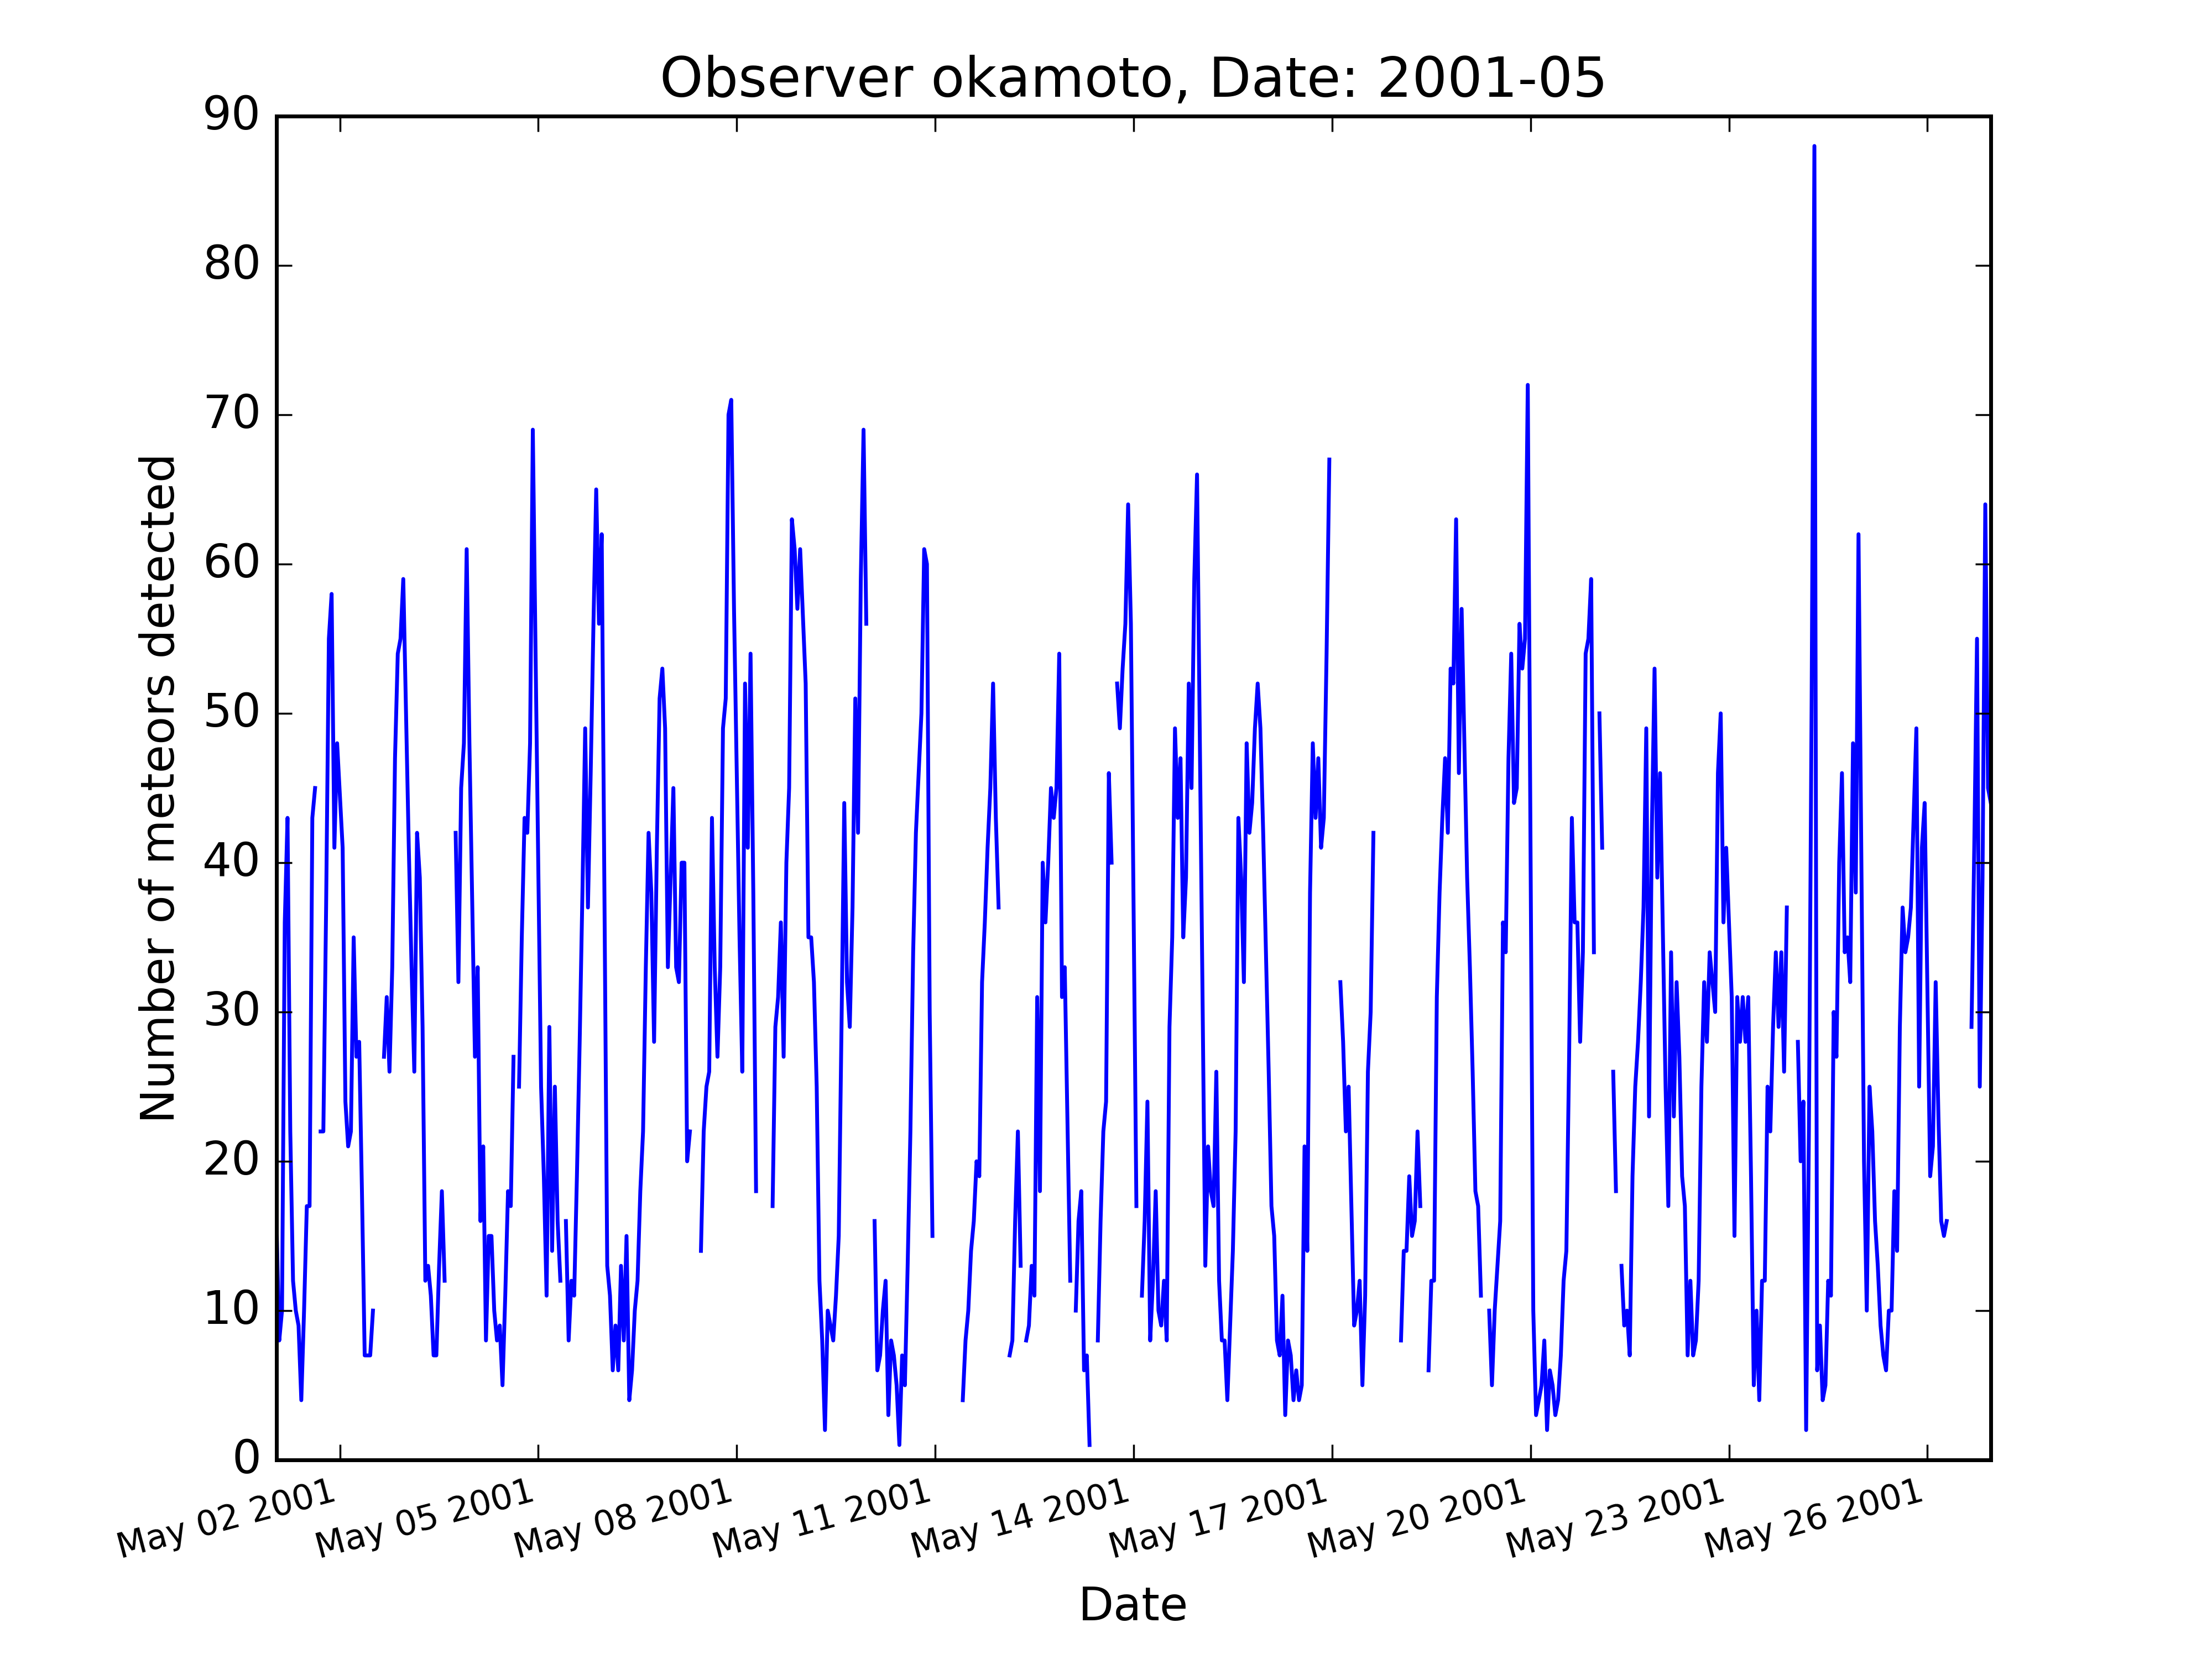 Observer okamoto, Date: 2001-05
90
80
70
60
50
40
30
20
10
0
Number of meteors detected
May 02 2001
May 05 2001
May 08 2001
May 11 2001
May 14 2001
May 17 2001
May 20 2001
May 23 2001
May 26 2001
Date